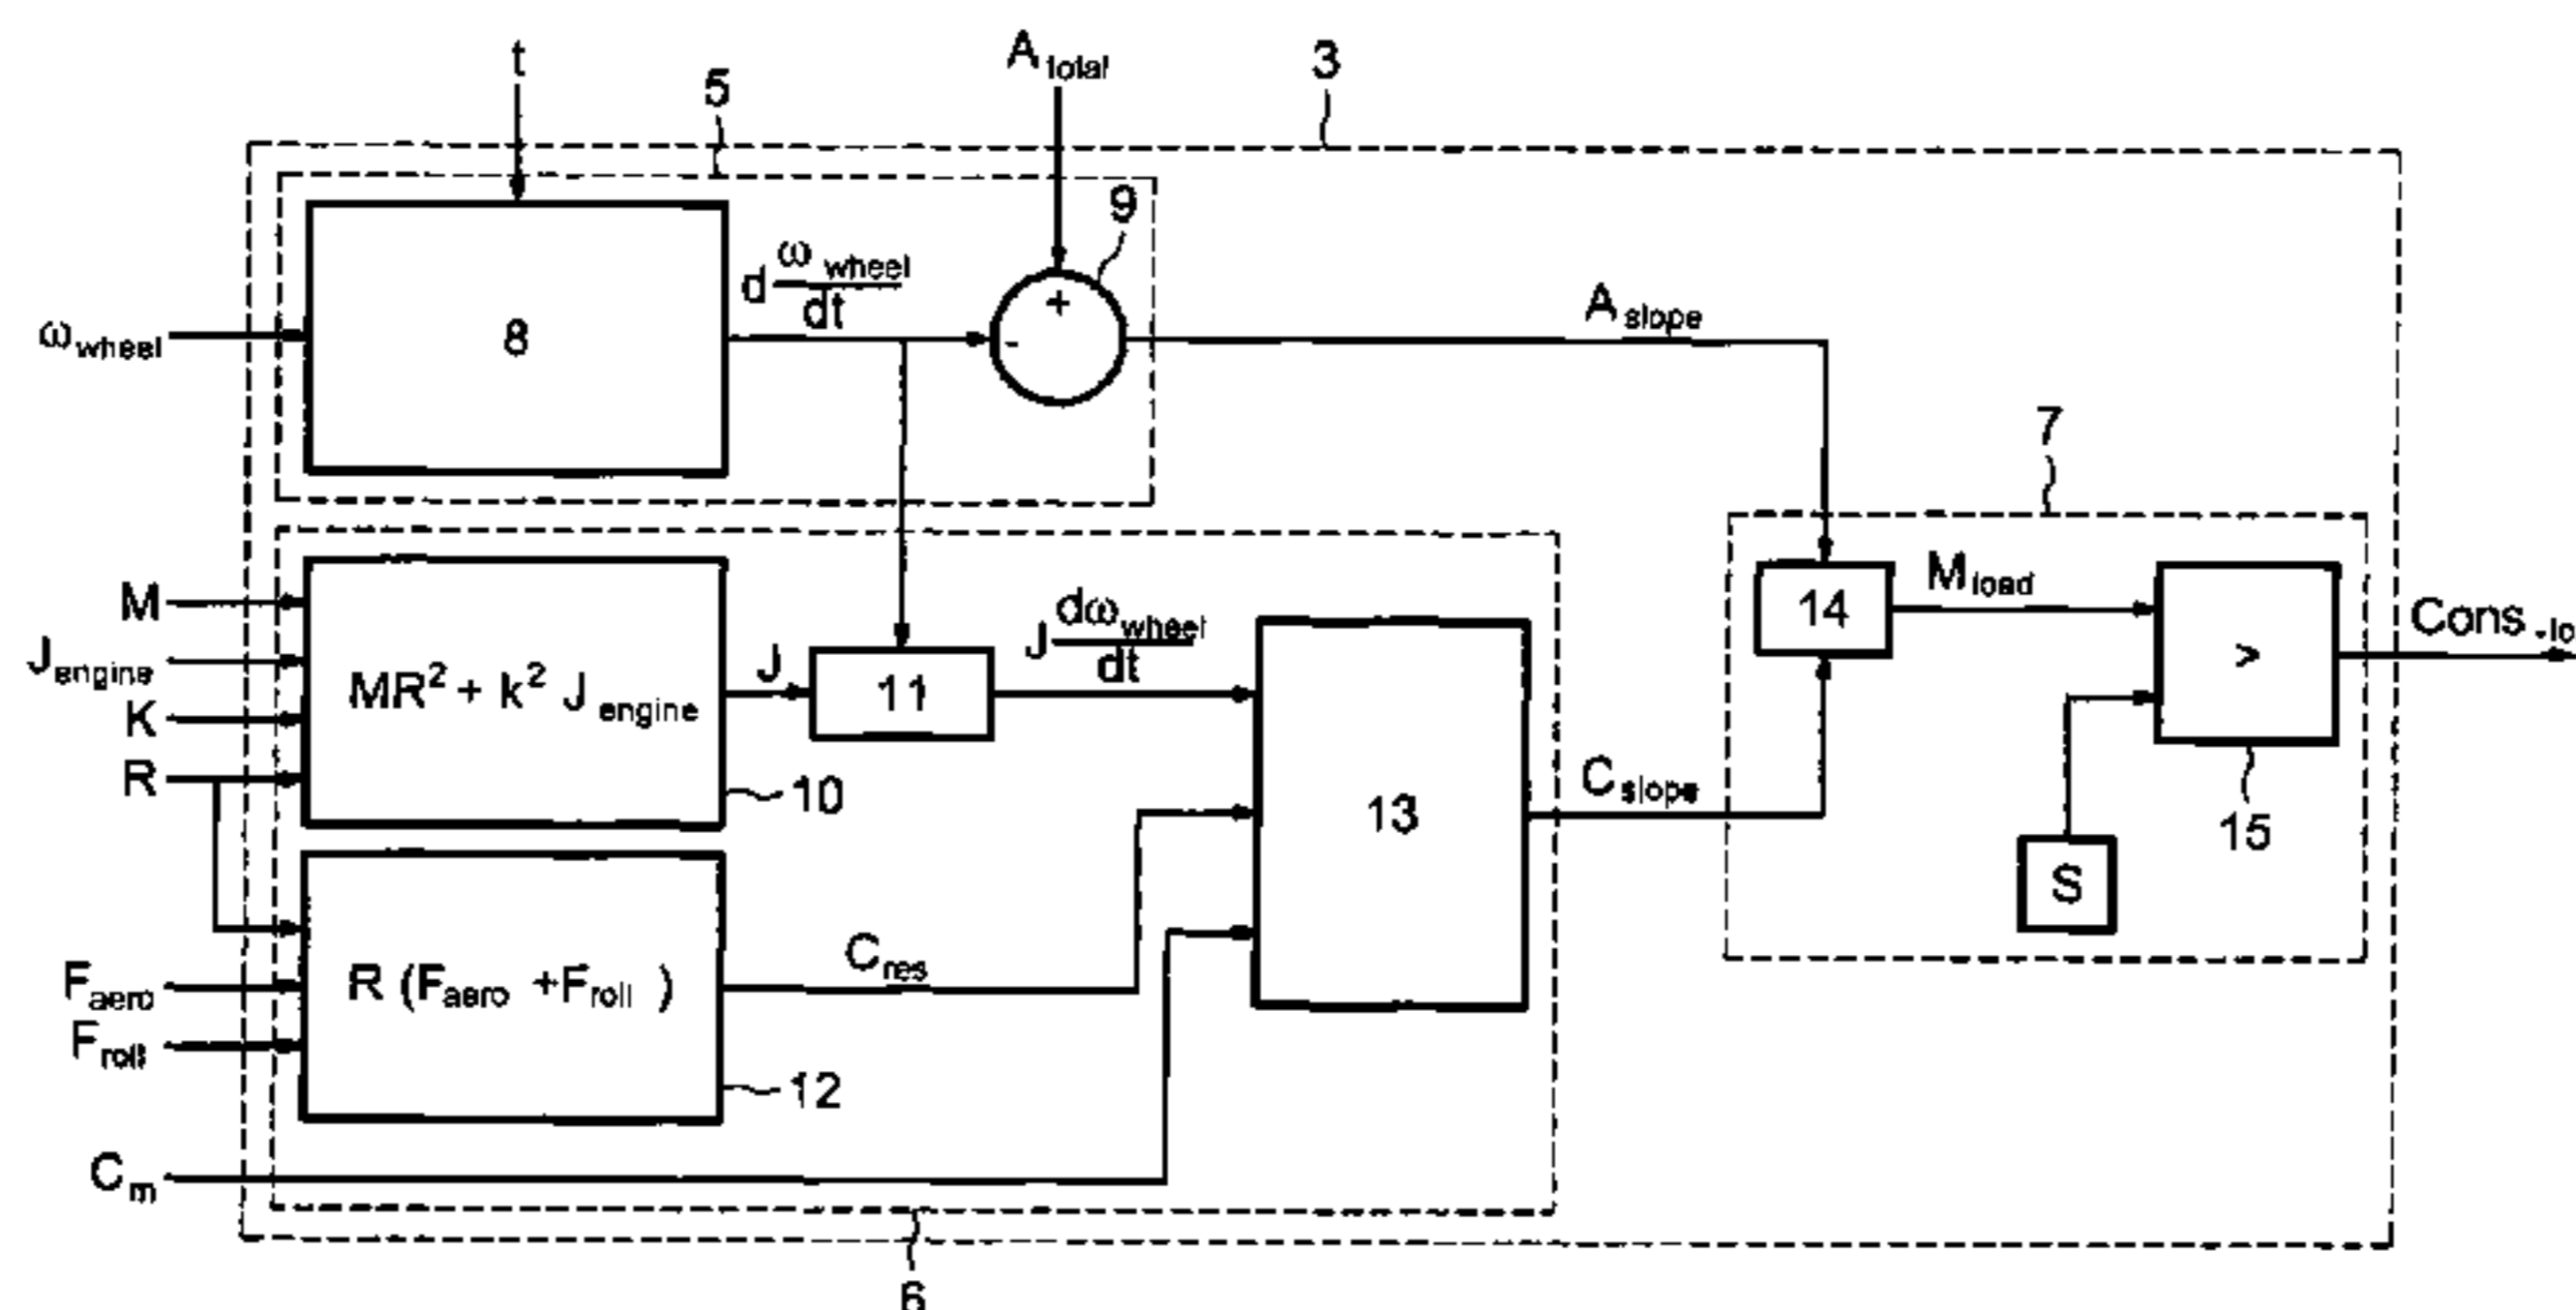 t
A total
3
5
9
d ω wheel / dt
+
-
ω wheel
8
A slope
7
M
J engine
K
R
MR² + k² J engine
10
J
11
J dω wheel / dt
13
14
M load
>
Cons
15
S
C slope
F aero
F roll
R (F aero + F roll )
12
C res
C m
6